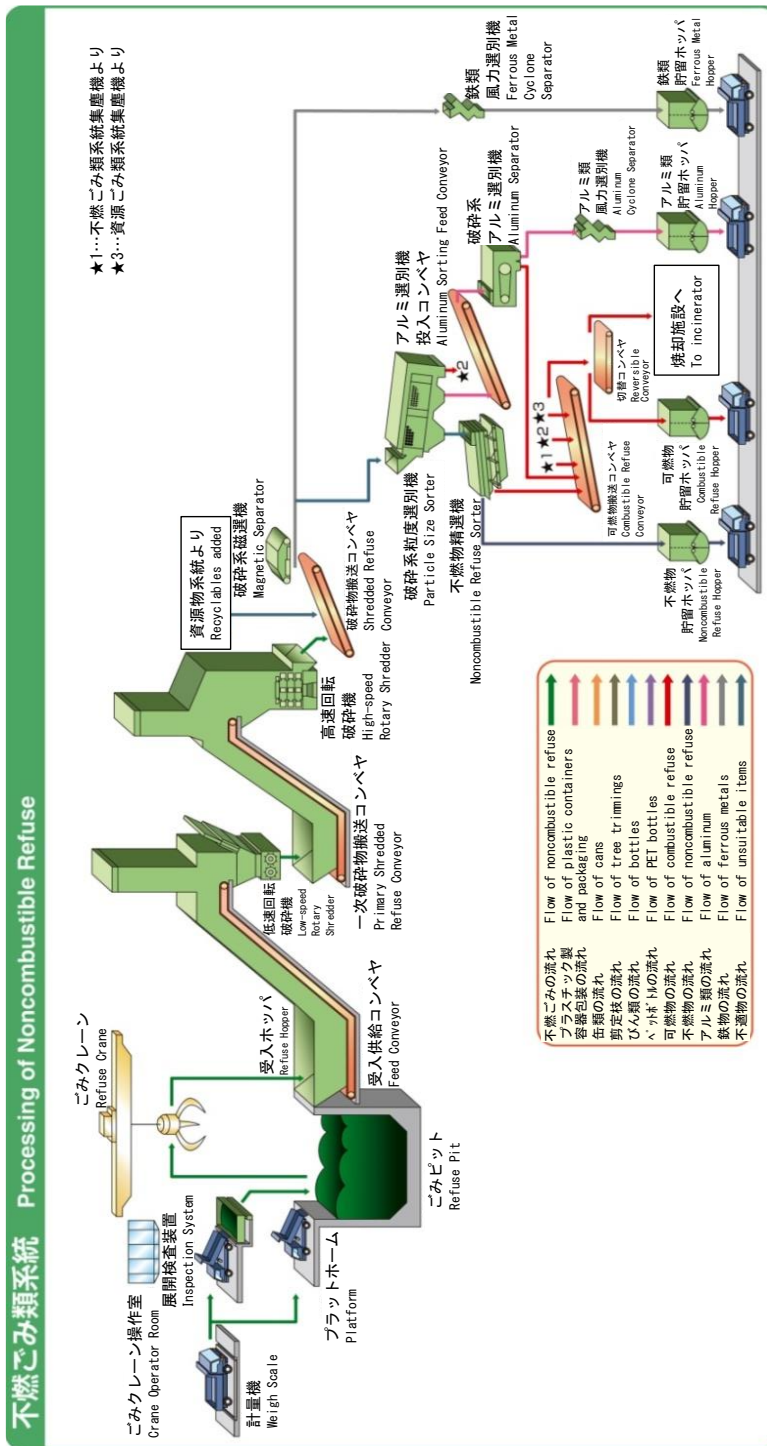 不燃ごみ類系統 Processing of Noncombustible Refuse
★1…不燃ごみ類系統集塵機より
★3…資源ごみ類系統集塵機より
ごみクレーン操作室
Crane Operator Room
ごみクレーン
Refuse Crane
計量機
Weigh Scale
展開検査装置
Inspection System
プラットホーム
Platform
ごみピット
Refuse Pit
受入ホッパ
Refuse Hopper
受入供給コンベヤ
Feed Conveyor
低速回転
破砕機
Low-speed
Rotary
Shredder
一次破砕物搬送コンベヤ
Primary Shredded
Refuse Conveyor
高速回転
破砕機
High-speed
Rotary Shredder
資源物系統より
Recyclables added
破砕系磁選機
Magnetic Separator
破砕物搬送コンベヤ
Shredded Refuse
Conveyor
破砕系粒度選別機
Particle Size Sorter
不燃物精選機
Noncombustible Refuse Sorter
アルミ選別機
投入コンベヤ
Aluminum Sorting Feed Conveyor
★2
破砕系
アルミ選別機
Aluminum Separator
鉄類
風力選別機
Ferrous Metal
Cyclone
Separator
アルミ類
風力選別機
Aluminum
Cyclone Separator
★1 ★2 ★3
可燃物搬送コンベヤ
Combustible Refuse
Conveyor
切替コンベヤ
Reversible
Conveyor
焼却施設へ
To incinerator
不燃物
貯留ホッパ
Noncombustible
Refuse Hopper
可燃物
貯留ホッパ
Combustible
Refuse Hopper
アルミ類
貯留ホッパ
Aluminum
Hopper
鉄類
貯留ホッパ
Ferrous Metal
Hopper
不燃ごみの流れ Flow of noncombustible refuse
プラスチック製 Flow of plastic containers
容器包装の流れ and packaging
缶類の流れ Flow of cans
剪定枝の流れ Flow of tree trimmings
びん類の流れ Flow of bottles
ペットボトルの流れ Flow of PET bottles
可燃物の流れ Flow of combustible refuse
不燃物の流れ Flow of noncombustible refuse
アルミ類の流れ Flow of aluminum
鉄物の流れ Flow of ferrous metals
不適物の流れ Flow of unsuitable items